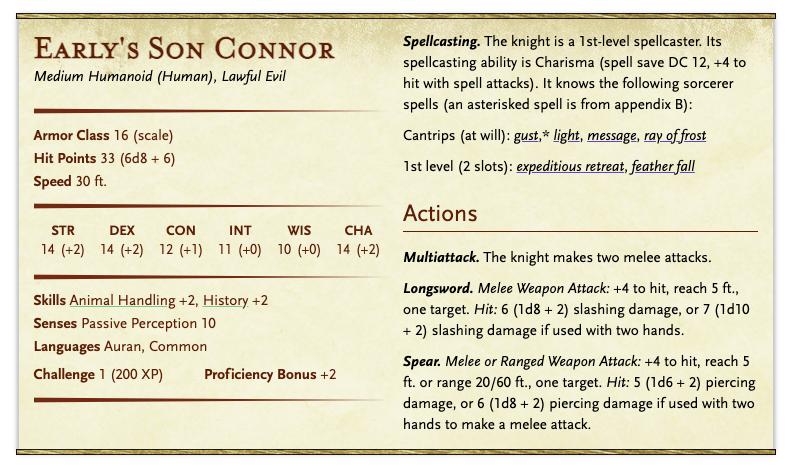 Early's Son Connor
Medium Humanoid (Human), Lawful Evil
Armor Class 16 (scale)
Hit Points 33 (6d8 + 6)
Speed 30 ft.
STR DEX CON INT WIS CHA
14 (+2) 14 (+2) 12 (+1) 11 (+0) 10 (+0) 14 (+2)
Skills Animal Handling +2, History +2
Senses Passive Perception 10
Languages Auran, Common
Challenge 1 (200 XP) Proficiency Bonus +2
Spellcasting. The knight is a 1st-level spellcaster. Its
spellcasting ability is Charisma (spell save DC 12, +4 to
hit with spell attacks). It knows the following sorcerer
spells (an asterisked spell is from appendix B):
Cantrips (at will): gust,* light, message, ray of frost
1st level (2 slots): expeditious retreat, feather fall
Actions
Multiattack. The knight makes two melee attacks.
Longsword. Melee Weapon Attack: +4 to hit, reach 5 ft.,
one target. Hit: 6 (1d8 + 2) slashing damage, or 7 (1d10
+ 2) slashing damage if used with two hands.
Spear. Melee or Ranged Weapon Attack: +4 to hit, reach 5
ft. or range 20/60 ft., one target. Hit: 5 (1d6 + 2) piercing
damage, or 6 (1d8 + 2) piercing damage if used with two
hands to make a melee attack.